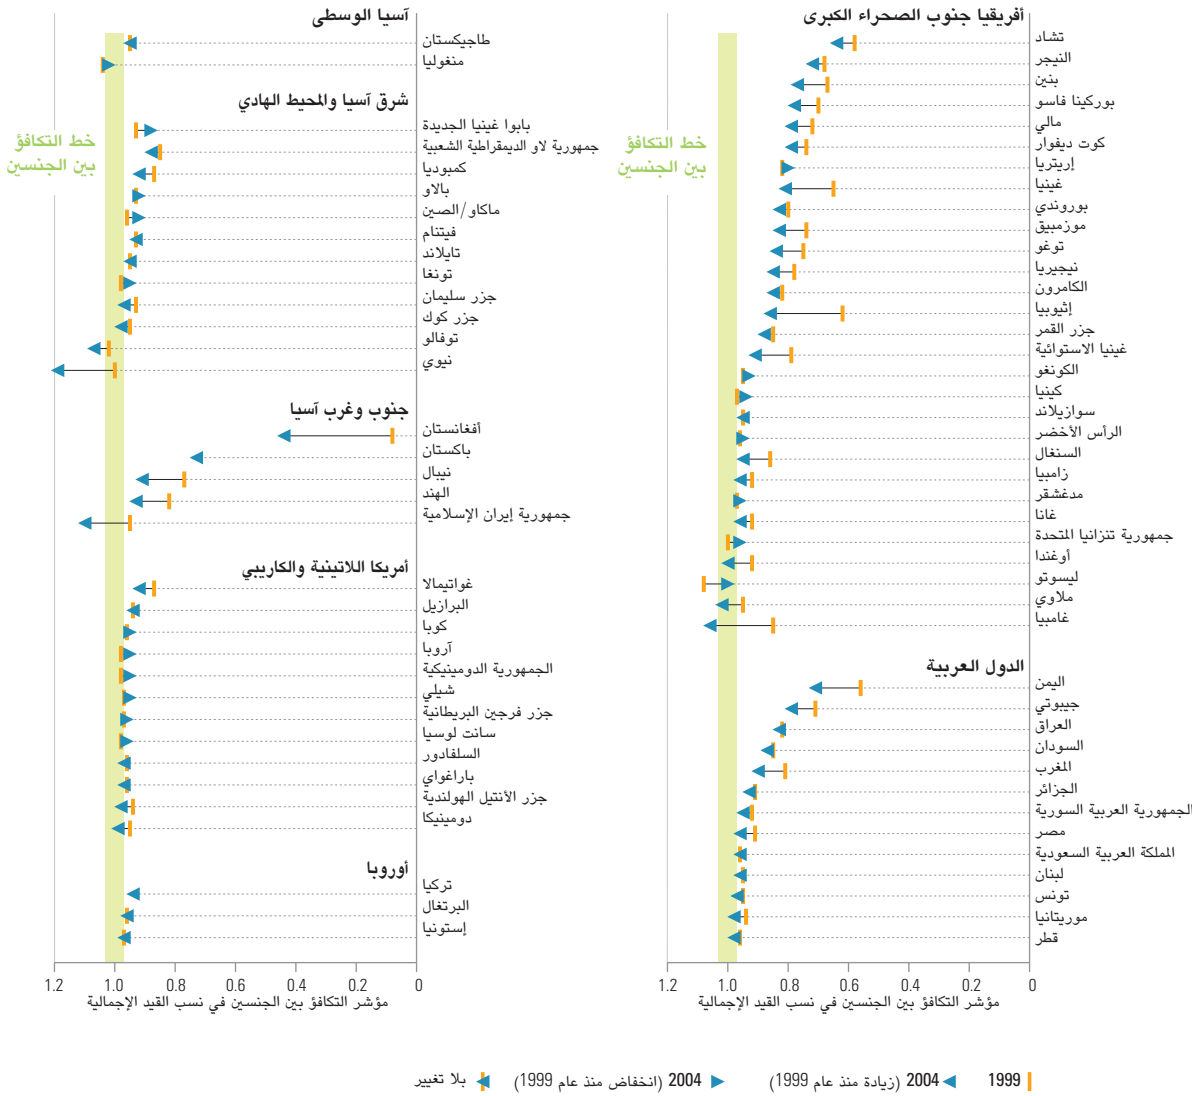 أفريقيا جنوب الصحراء الكبرى
تشاد
النيجر
بنين
بوركينا فاسو
مالي
كوت ديفوار
إريتريا
غينيا
بوروندي
موزمبيق
توغو
نيجيريا
الكامرون
إثيوبيا
جزر القمر
غينيا الاستوائية
الكونغو
كينيا
سوازيلاند
الرأس الأخضر
السنغال
زامبيا
مدغشقر
غانا
جمهورية تنزانيا المتحدة
أوغندا
ليسوتو
ملاوي
غامبيا
الدول العربية
اليمن
جيبوتي
العراق
السودان
المغرب
الجزائر
الجمهورية العربية السورية
مصر
المملكة العربية السعودية
لبنان
تونس
موريتانيا
قطر
خط التكافؤ
بين الجنسين
1.2 1.0 0.8 0.6 0.4 0.2 0
مؤشر التكافؤ بين الجنسين في نسب القيد الإجمالية
آسيا الوسطى
طاجيكستان
منغوليا
شرق آسيا والمحيط الهادي
بابوا غينيا الجديدة
جمهورية لاو الديمقراطية الشعبية
كمبوديا
بالاو
ماكاو/الصين
فيتنام
تايلاند
تونغا
جزر سليمان
جزر كوك
توفالو
نيوي
جنوب وغرب آسيا
أفغانستان
باكستان
نيبال
الهند
جمهورية إيران الإسلامية
أمريكا اللاتينية والكاريبي
غواتيمالا
البرازيل
كوبا
آروبا
الجمهورية الدومينيكية
شيلي
جزر فرجين البريطانية
سانت لوسيا
السلفادور
باراغواي
جزر الأنتيل الهولندية
دومينيكا
أوروبا
تركيا
البرتغال
إستونيا
خط التكافؤ
بين الجنسين
1.2 1.0 0.8 0.6 0.4 0.2 0
مؤشر التكافؤ بين الجنسين في نسب القيد الإجمالية
1999 2004 (زيادة منذ عام 1999) 2004 (انخفاض منذ عام 1999) بلا تغيير